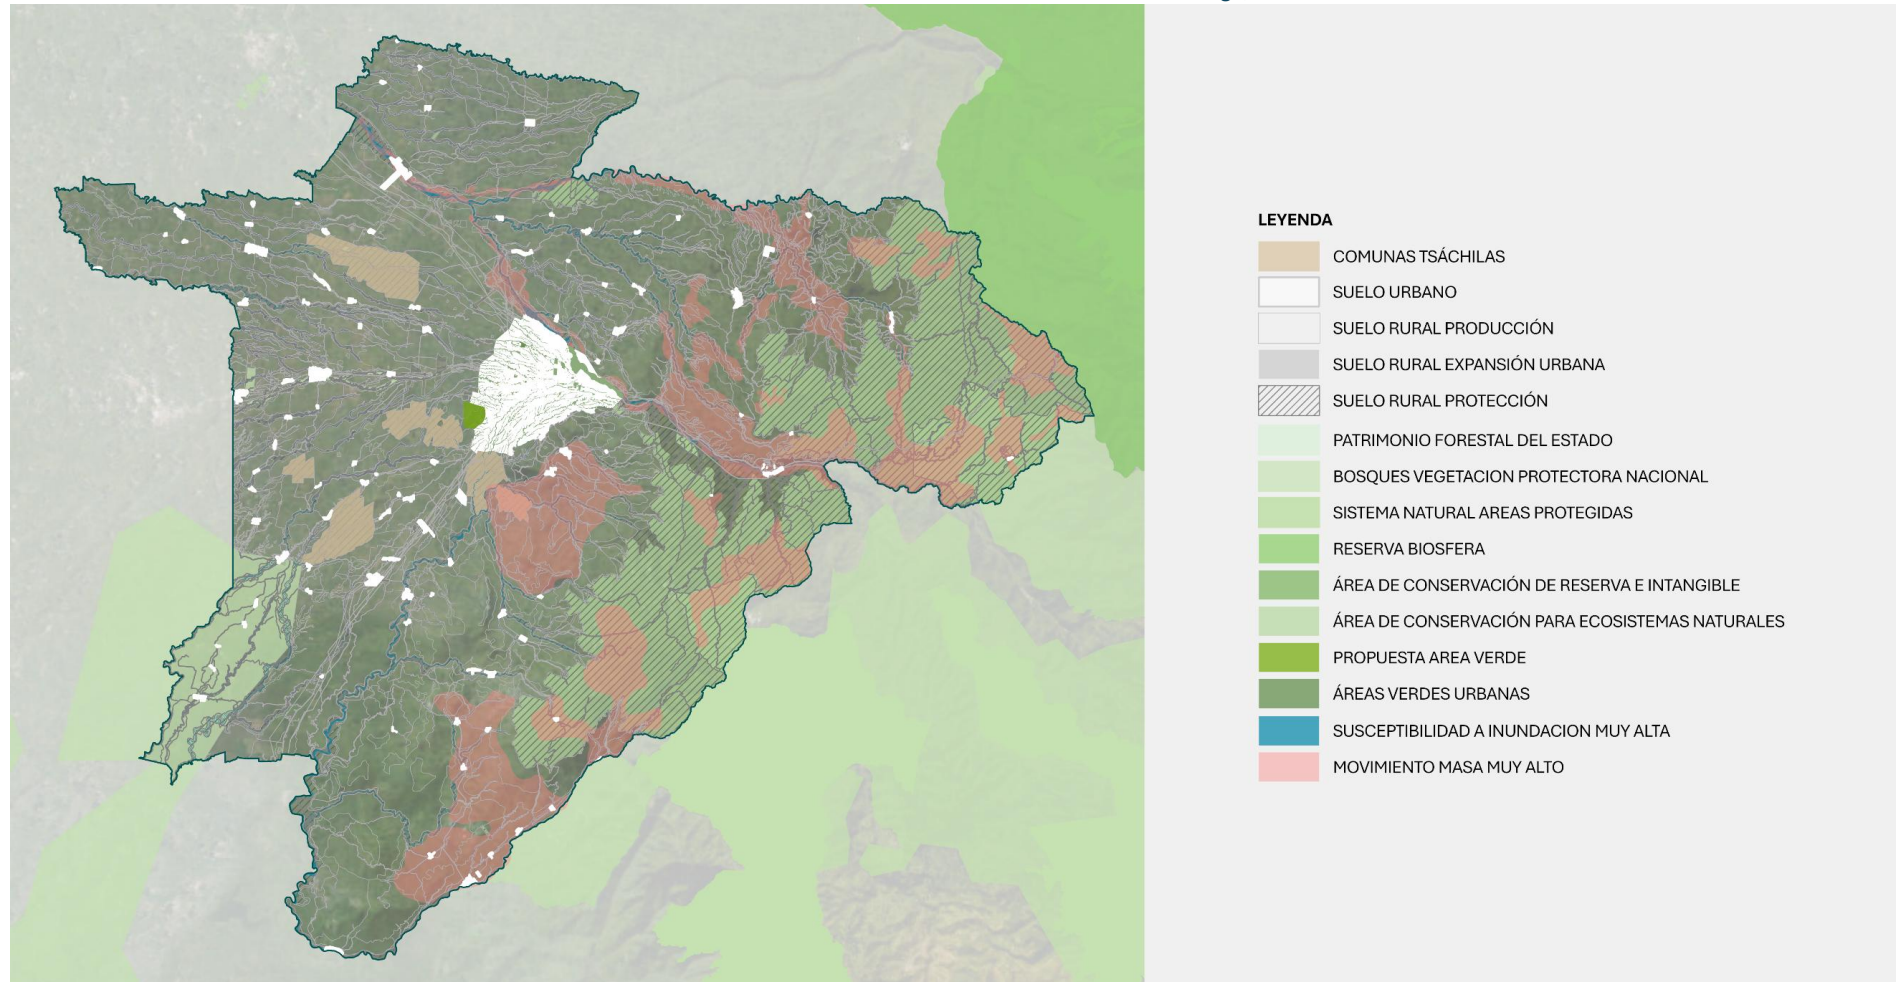 LEYENDA
COMUNAS TSÁCHILAS
SUELO URBANO
SUELO RURAL PRODUCCIÓN
SUELO RURAL EXPANSIÓN URBANA
SUELO RURAL PROTECCIÓN
PATRIMONIO FORESTAL DEL ESTADO
BOSQUES VEGETACION PROTECTORA NACIONAL
SISTEMA NATURAL AREAS PROTEGIDAS
RESERVA BIOSFERA
ÁREA DE CONSERVACIÓN DE RESERVA E INTANGIBLE
ÁREA DE CONSERVACIÓN PARA ECOSISTEMAS NATURALES
PROPUESTA AREA VERDE
ÁREAS VERDES URBANAS
SUSCEPTIBILIDAD A INUNDACION MUY ALTA
MOVIMIENTO MASA MUY ALTO